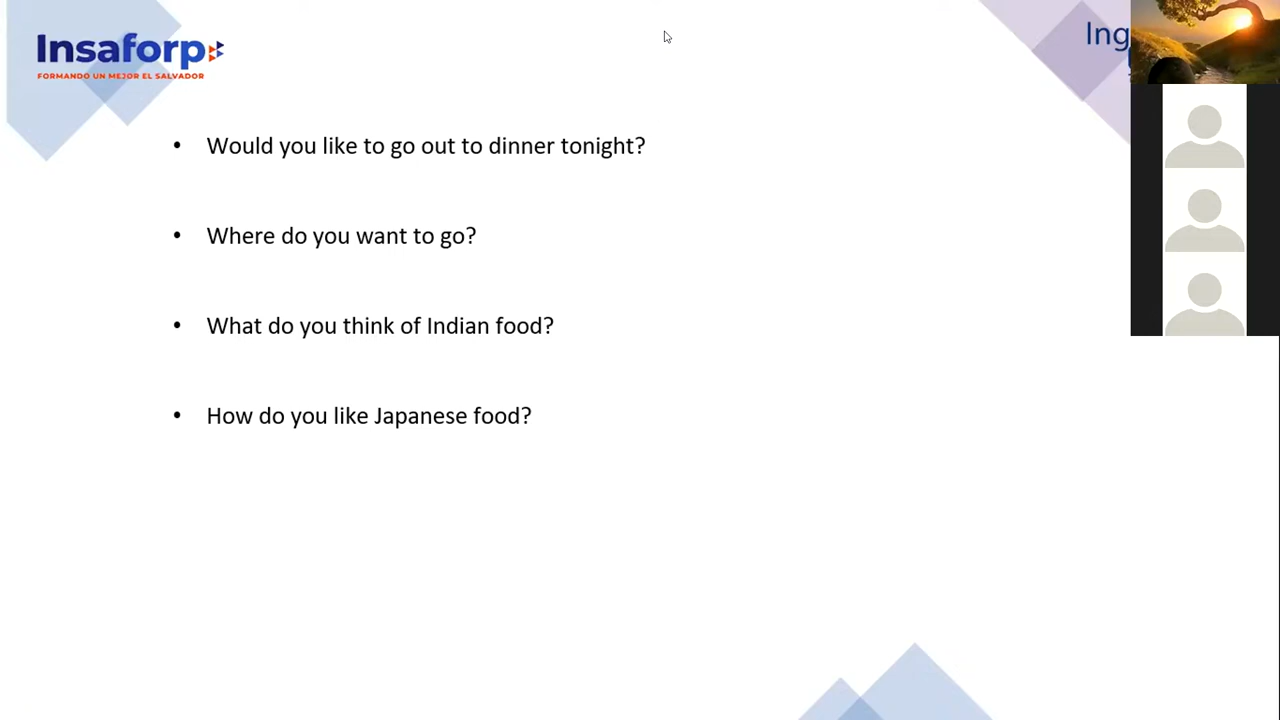 Insaforp
FORMANDO UN MEJOR EL SALVADOR
Ing
• Would you like to go out to dinner tonight?
• Where do you want to go?
• What do you think of Indian food?
• How do you like Japanese food?